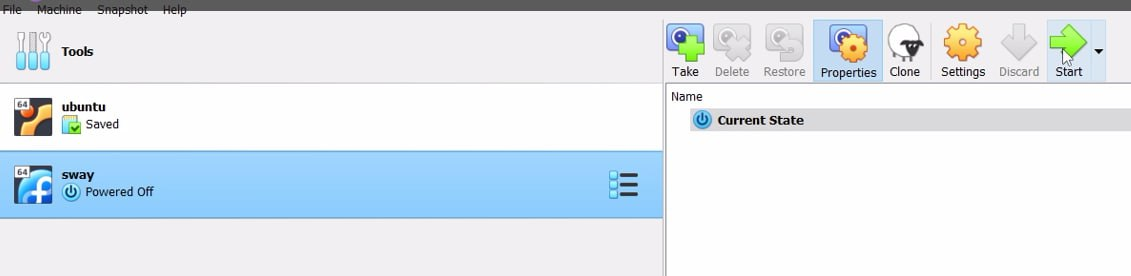 File Machine Snapshot Help
Tools
Take Delete Restore Properties Clone Settings Discard Start
Name
Current State
64
ubuntu
Saved
64
sway
Powered Off